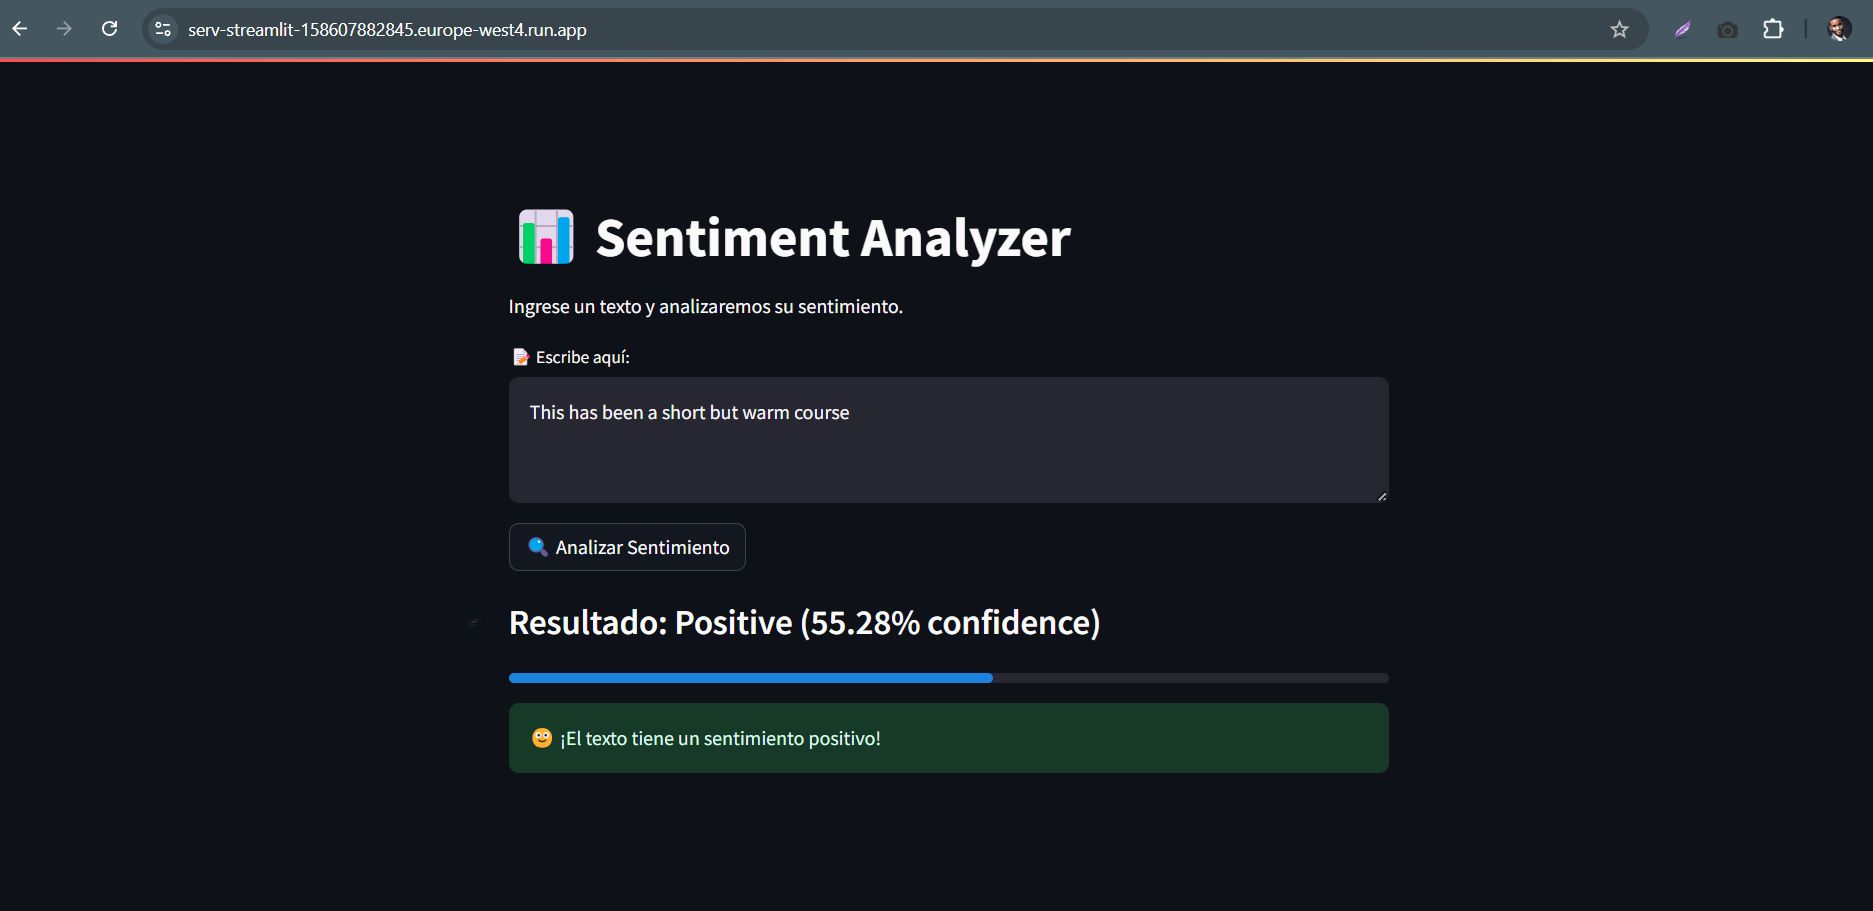 serv-streamlit-158607882845.europe-west4.run.app
Sentiment Analyzer
Ingrese un texto y analizaremos su sentimiento.
Escribe aquí:
This has been a short but warm course
Analizar Sentimiento
Resultado: Positive (55.28% confidence)
¡El texto tiene un sentimiento positivo!